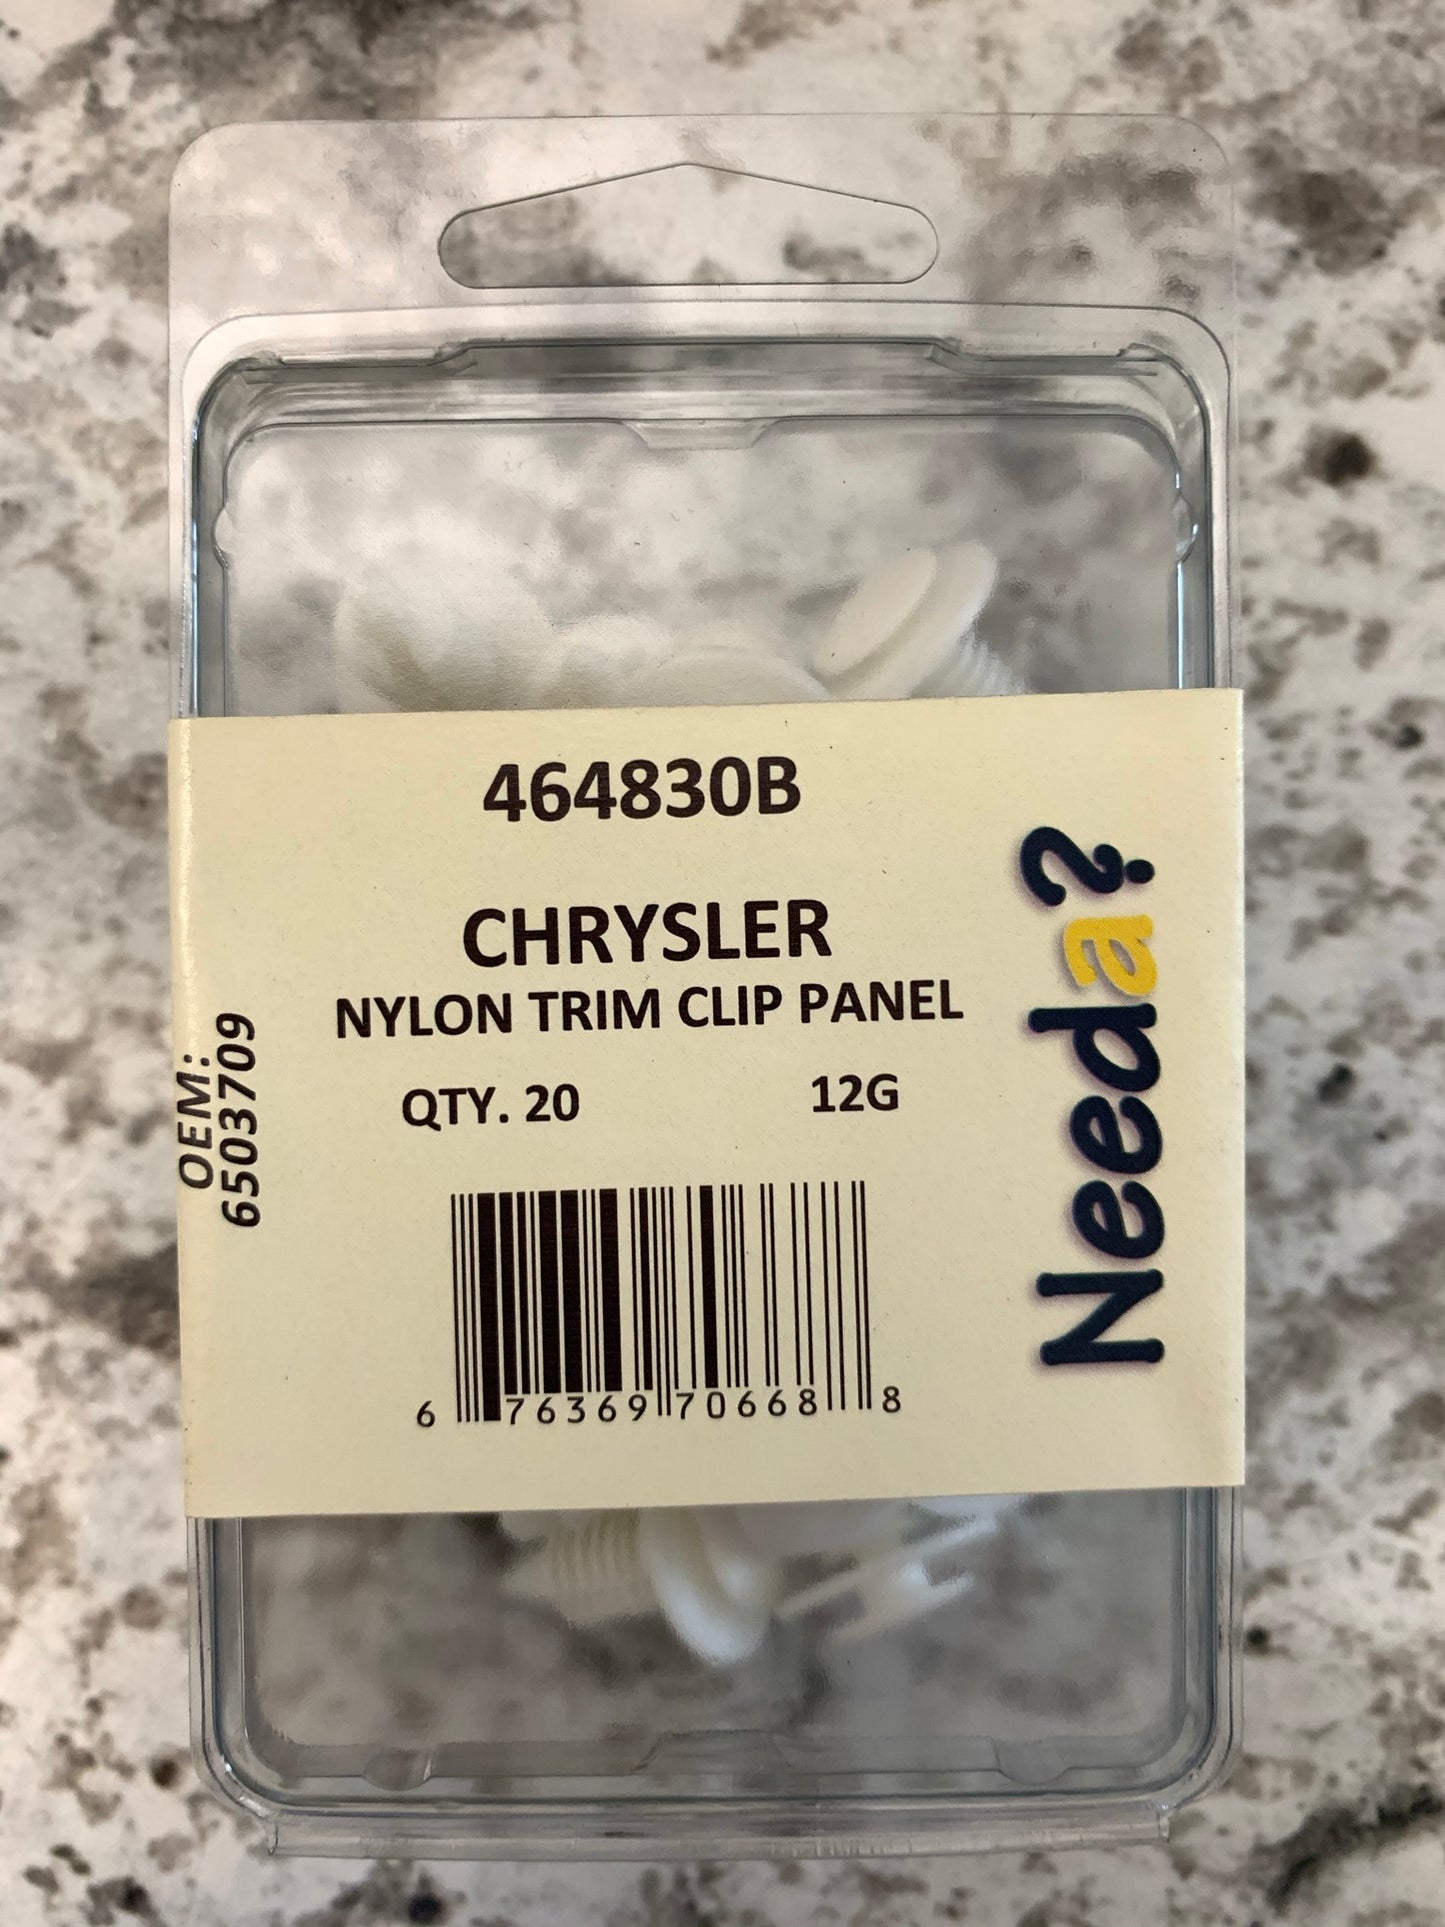 464830B
CHRYSLER
NYLON TRIM CLIP PANEL
QTY. 20 12G
6 76369 70668 8
OEM:
6503709
Needa?